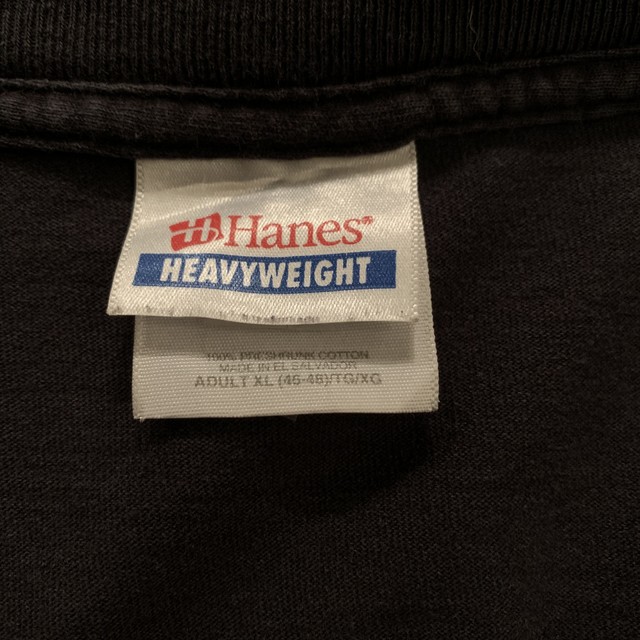 Hanes®
HEAVYWEIGHT
100% PRESHRUNK COTTON
MADE IN EL SALVADOR
ADULT XL (46-48)/TG/XG